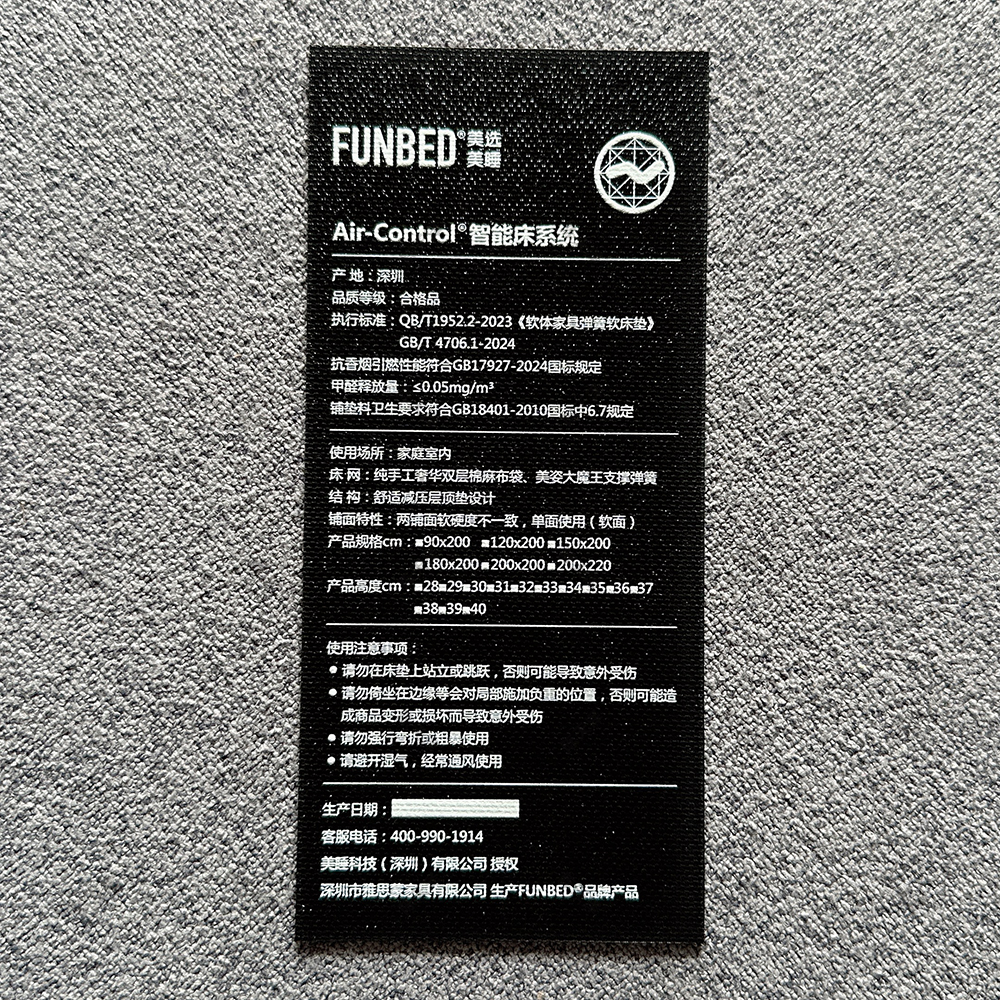 FUNBED®美选
美睡
Air-Control®智能床系统
产 地：深圳
品质等级：合格品
执行标准：QB/T1952.2-2023《软体家具弹簧软床垫》
GB/T 4706.1-2024
抗香烟引燃性能符合GB17927-2024国标规定
甲醛释放量：≤0.05mg/m³
铺垫料卫生要求符合GB18401-2010国标中6.7规定
使用场所：家庭室内
床 网：纯手工奢华双层棉麻布袋、美姿大魔王支撑弹簧
结 构：舒适减压层顶垫设计
铺面特性：两铺面软硬度不一致，单面使用（软面）
产品规格cm：■90x200 ■120x200 ■150x200
■180x200 ■200x200 ■200x220
产品高度cm：■28■29■30■31■32■33■34■35■36■37
■38■39■40
使用注意事项：
● 请勿在床垫上站立或跳跃，否则可能导致意外受伤
● 请勿倚坐在边缘等会对局部施加负重的位置，否则可能造
成商品变形或损坏而导致意外受伤
● 请勿强行弯折或粗暴使用
● 请避开湿气，经常通风使用
生产日期：
客服电话：400-990-1914
美睡科技（深圳）有限公司 授权
深圳市雅思蒙家具有限公司 生产FUNBED®品牌产品